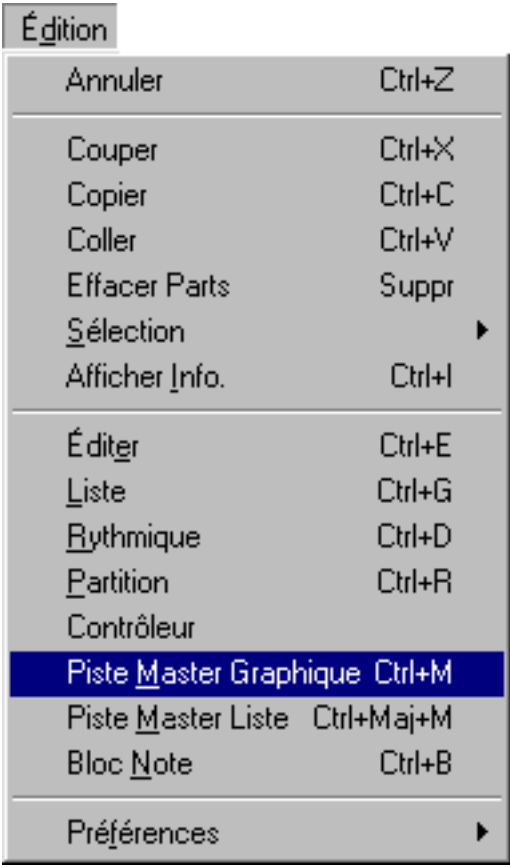 Édition
Annuler Ctrl+Z
Couper Ctrl+X
Copier Ctrl+C
Coller Ctrl+V
Effacer Parts Suppr
Sélection
Afficher Info. Ctrl+I
Éditer Ctrl+E
Liste Ctrl+G
Rythmique Ctrl+D
Partition Ctrl+R
Contrôleur
Piste Master Graphique Ctrl+M
Piste Master Liste Ctrl+Maj+M
Bloc Note Ctrl+B
Préférences